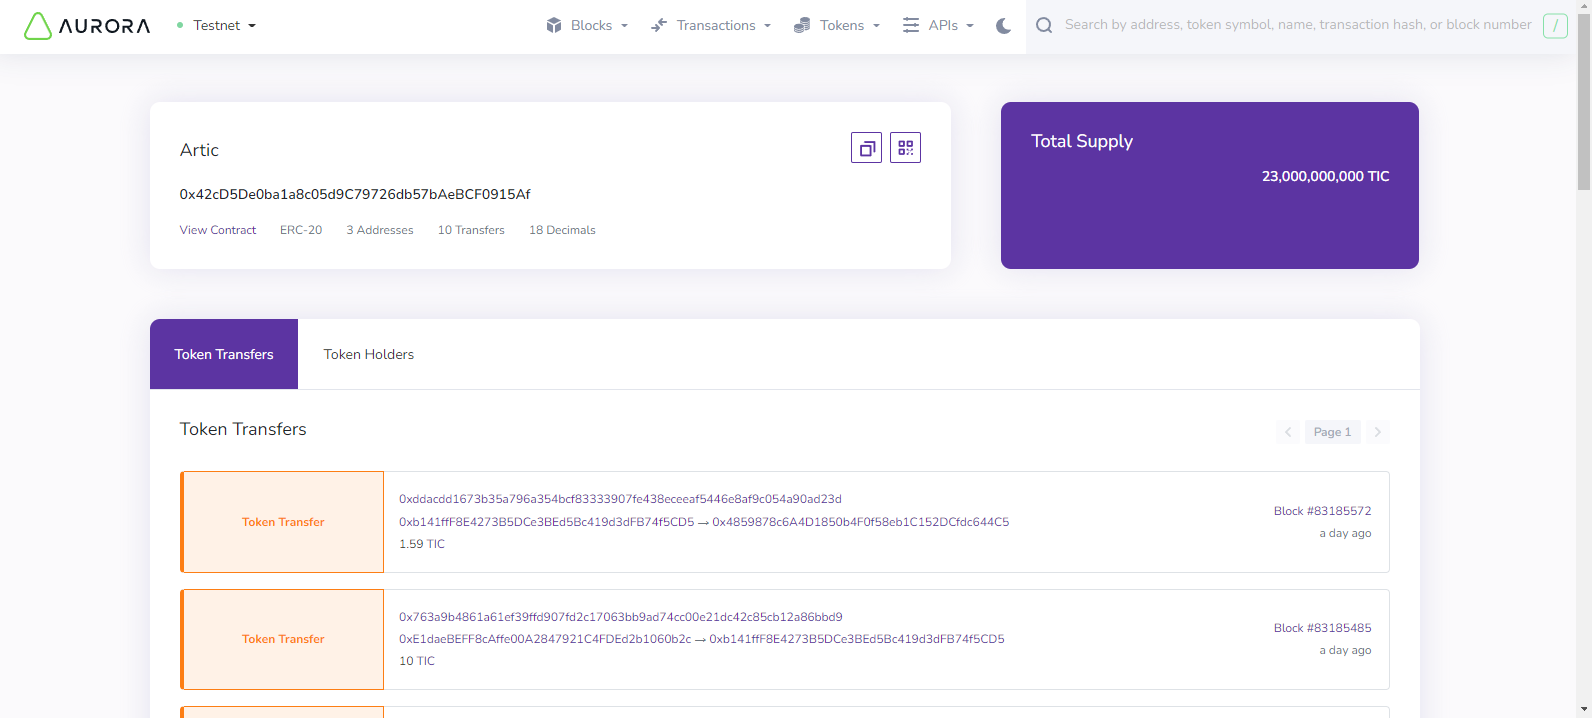 AURORA
Testnet
Blocks
Transactions
Tokens
APIs
Search by address, token symbol, name, transaction hash, or block number
/
Artic
0x42cD5De0ba1a8c05d9C79726db57bAeBCF0915Af
View Contract ERC-20 3 Addresses 10 Transfers 18 Decimals
Total Supply
23,000,000,000 TIC
Token Transfers
Token Holders
Token Transfers
Page 1
Token Transfer
0xddacdd1673b35a796a354bcf83333907fe438eceeaf5446e8af9c054a90ad23d
0xb141ffF8E4273B5DCe3BEd5Bc419d3dFB74f5CD5 → 0x4859878c6A4D1850b4F0f58eb1C152DCfdc644C5
1.59 TIC
Block #83185572
a day ago
Token Transfer
0x763a9b4861a61ef39ffd907fd2c17063bb9ad74cc00e21dc42c85cb12a86bbd9
0xE1daeBEFF8cAffe00A2847921C4FDEd2b1060b2c → 0xb141ffF8E4273B5DCe3BEd5Bc419d3dFB74f5CD5
10 TIC
Block #83185485
a day ago